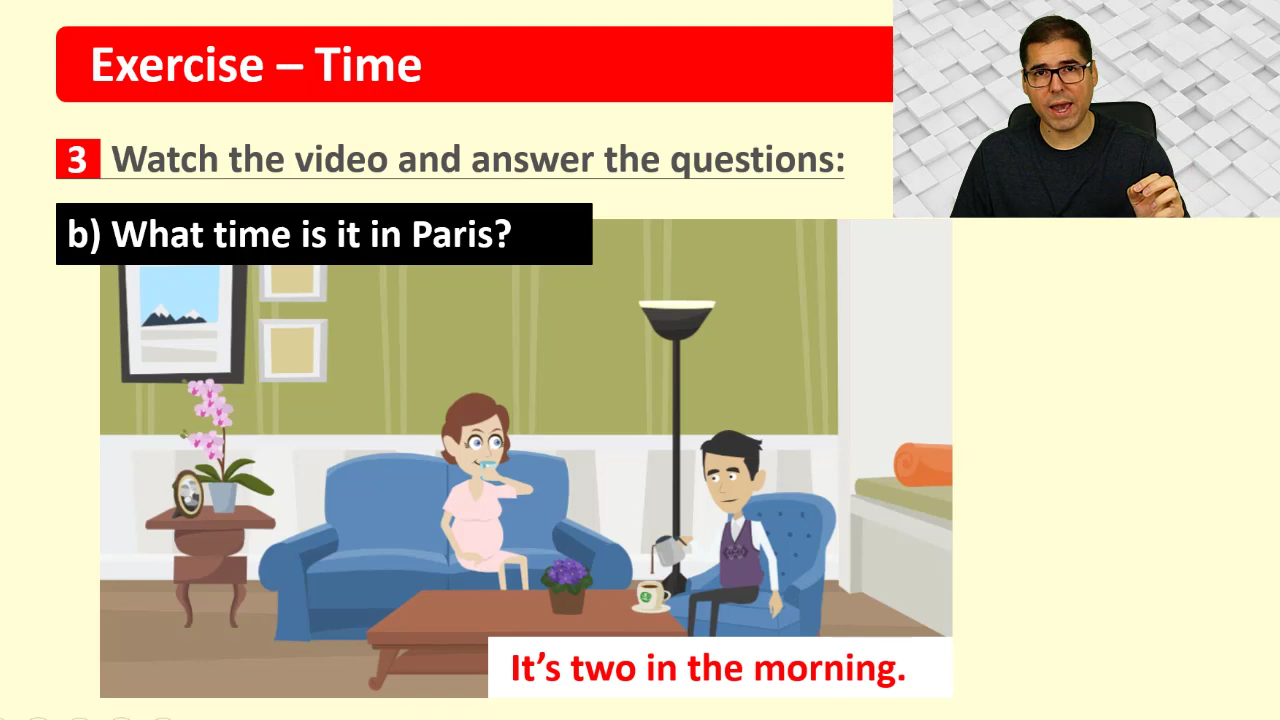 Exercise – Time
3 Watch the video and answer the questions:
b) What time is it in Paris?
It’s two in the morning.